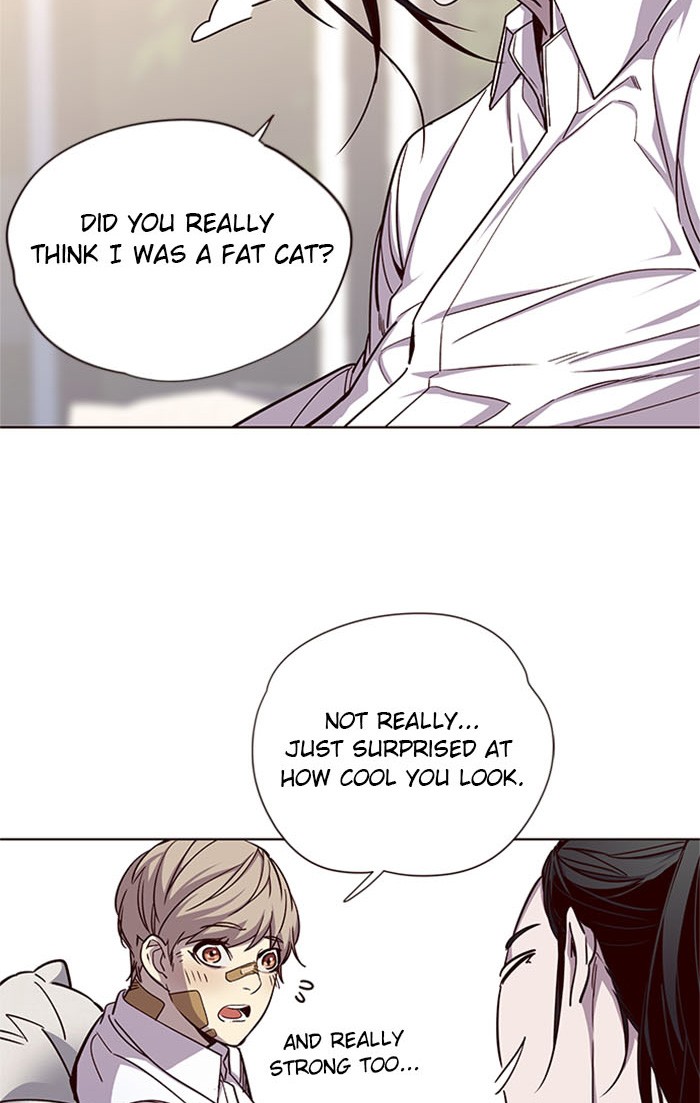 DID YOU REALLY
THINK I WAS A FAT CAT?
NOT REALLY...
JUST SURPRISED AT
HOW COOL YOU LOOK.
AND REALLY
STRONG TOO...